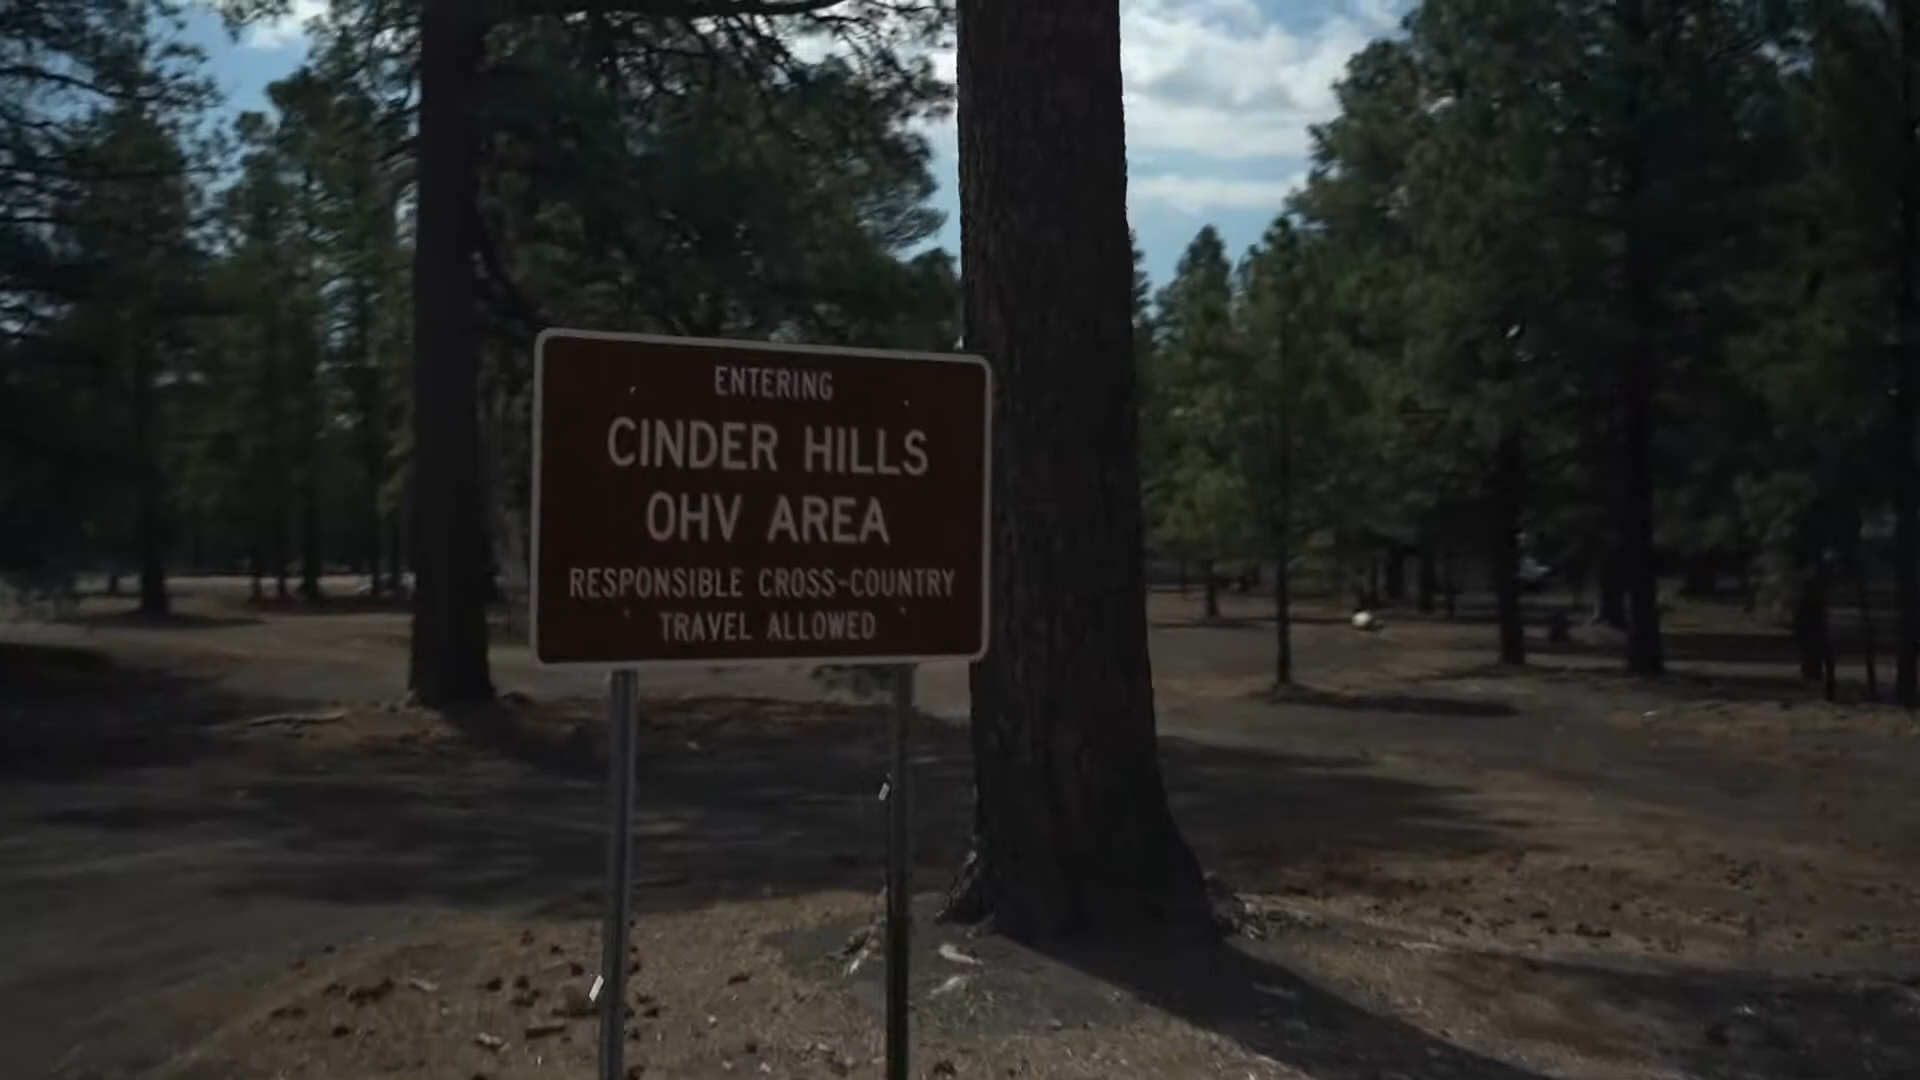 ENTERING
CINDER HILLS
OHV AREA
RESPONSIBLE CROSS-COUNTRY
TRAVEL ALLOWED